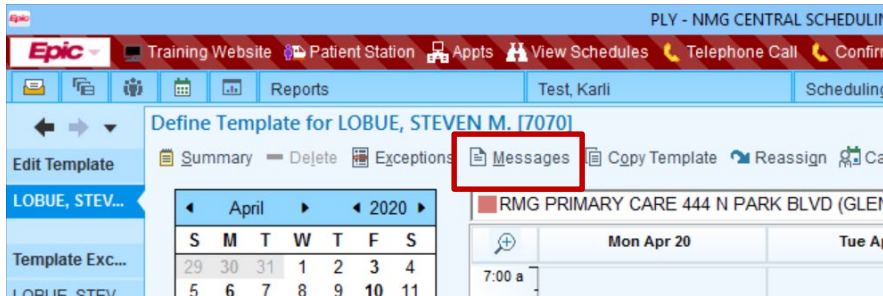 Epic
PLY - NMG CENTRAL SCHEDULIN
Epic Training Website Patient Station Appts View Schedules Telephone Call Confirm
Reports Test, Karli Scheduling
Define Template for LOBUE, STEVEN M. [7070]
Edit Template Summary Delete Exceptions Messages Copy Template Reassign Ca
LOBUE, STEV... April 2020 RMG PRIMARY CARE 444 N PARK BLVD (GLEN
S M T W T F S Mon Apr 20 Tue A
Template Exc... 29 30 31 1 2 3 4
7:00 a
LOBUE, STEV 5 6 7 8 9 10 11